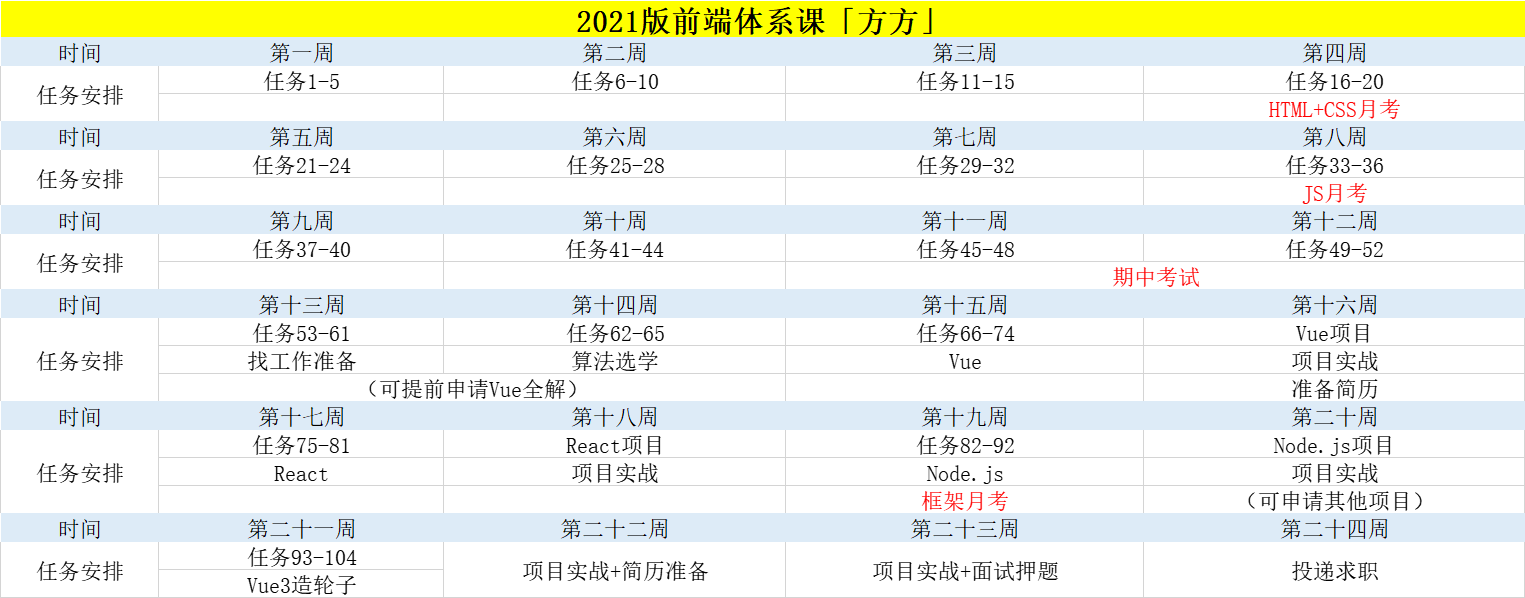 2021版前端体系课「方方」
时间 第一周 第二周 第三周 第四周
任务安排 任务1-5 任务6-10 任务11-15 任务16-20
HTML+CSS月考
时间 第五周 第六周 第七周 第八周
任务安排 任务21-24 任务25-28 任务29-32 任务33-36
JS月考
时间 第九周 第十周 第十一周 第十二周
任务安排 任务37-40 任务41-44 任务45-48 任务49-52
期中考试
时间 第十三周 第十四周 第十五周 第十六周
任务53-61 任务62-65 任务66-74 Vue项目
任务安排 找工作准备 算法选学 Vue 项目实战
（可提前申请Vue全解） 准备简历
时间 第十七周 第十八周 第十九周 第二十周
任务75-81 React项目 任务82-92 Node.js项目
任务安排 React 项目实战 Node.js 项目实战
框架月考 （可申请其他项目）
时间 第二十一周 第二十二周 第二十三周 第二十四周
任务93-104
任务安排 项目实战+简历准备 项目实战+面试押题 投递求职
Vue3造轮子